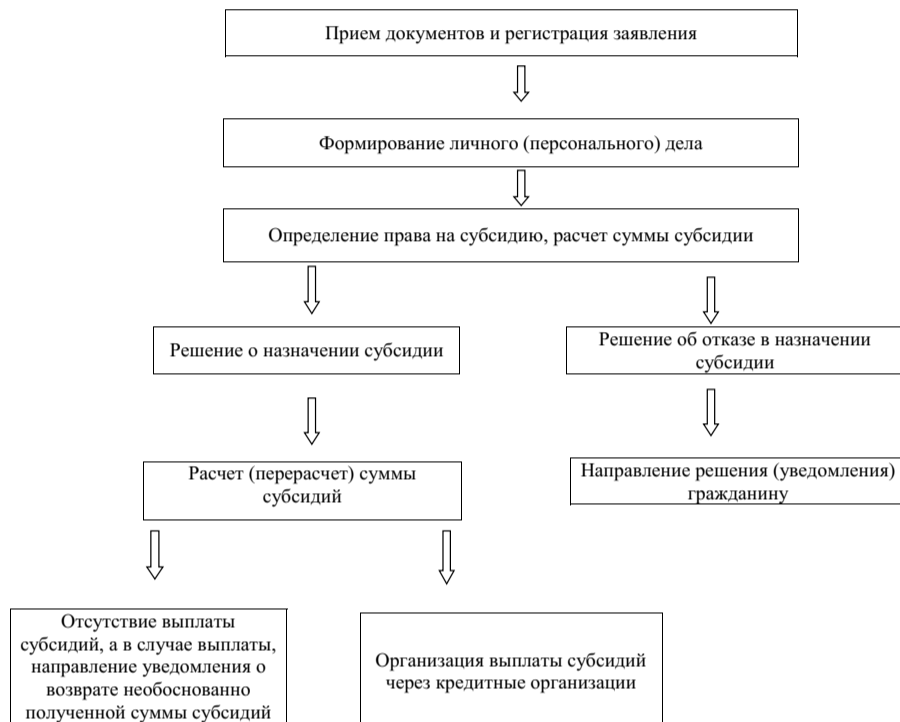 Прием документов и регистрация заявления
Формирование личного (персонального) дела
Определение права на субсидию, расчет суммы субсидии
Решение о назначении субсидии
Решение об отказе в назначении
субсидии
Расчет (перерасчет) суммы
субсидий
Направление решения (уведомления)
гражданину
Отсутствие выплаты
субсидий, а в случае выплаты,
направление уведомления о
возврате необоснованно
полученной суммы субсидий
Организация выплаты субсидий
через кредитные организации